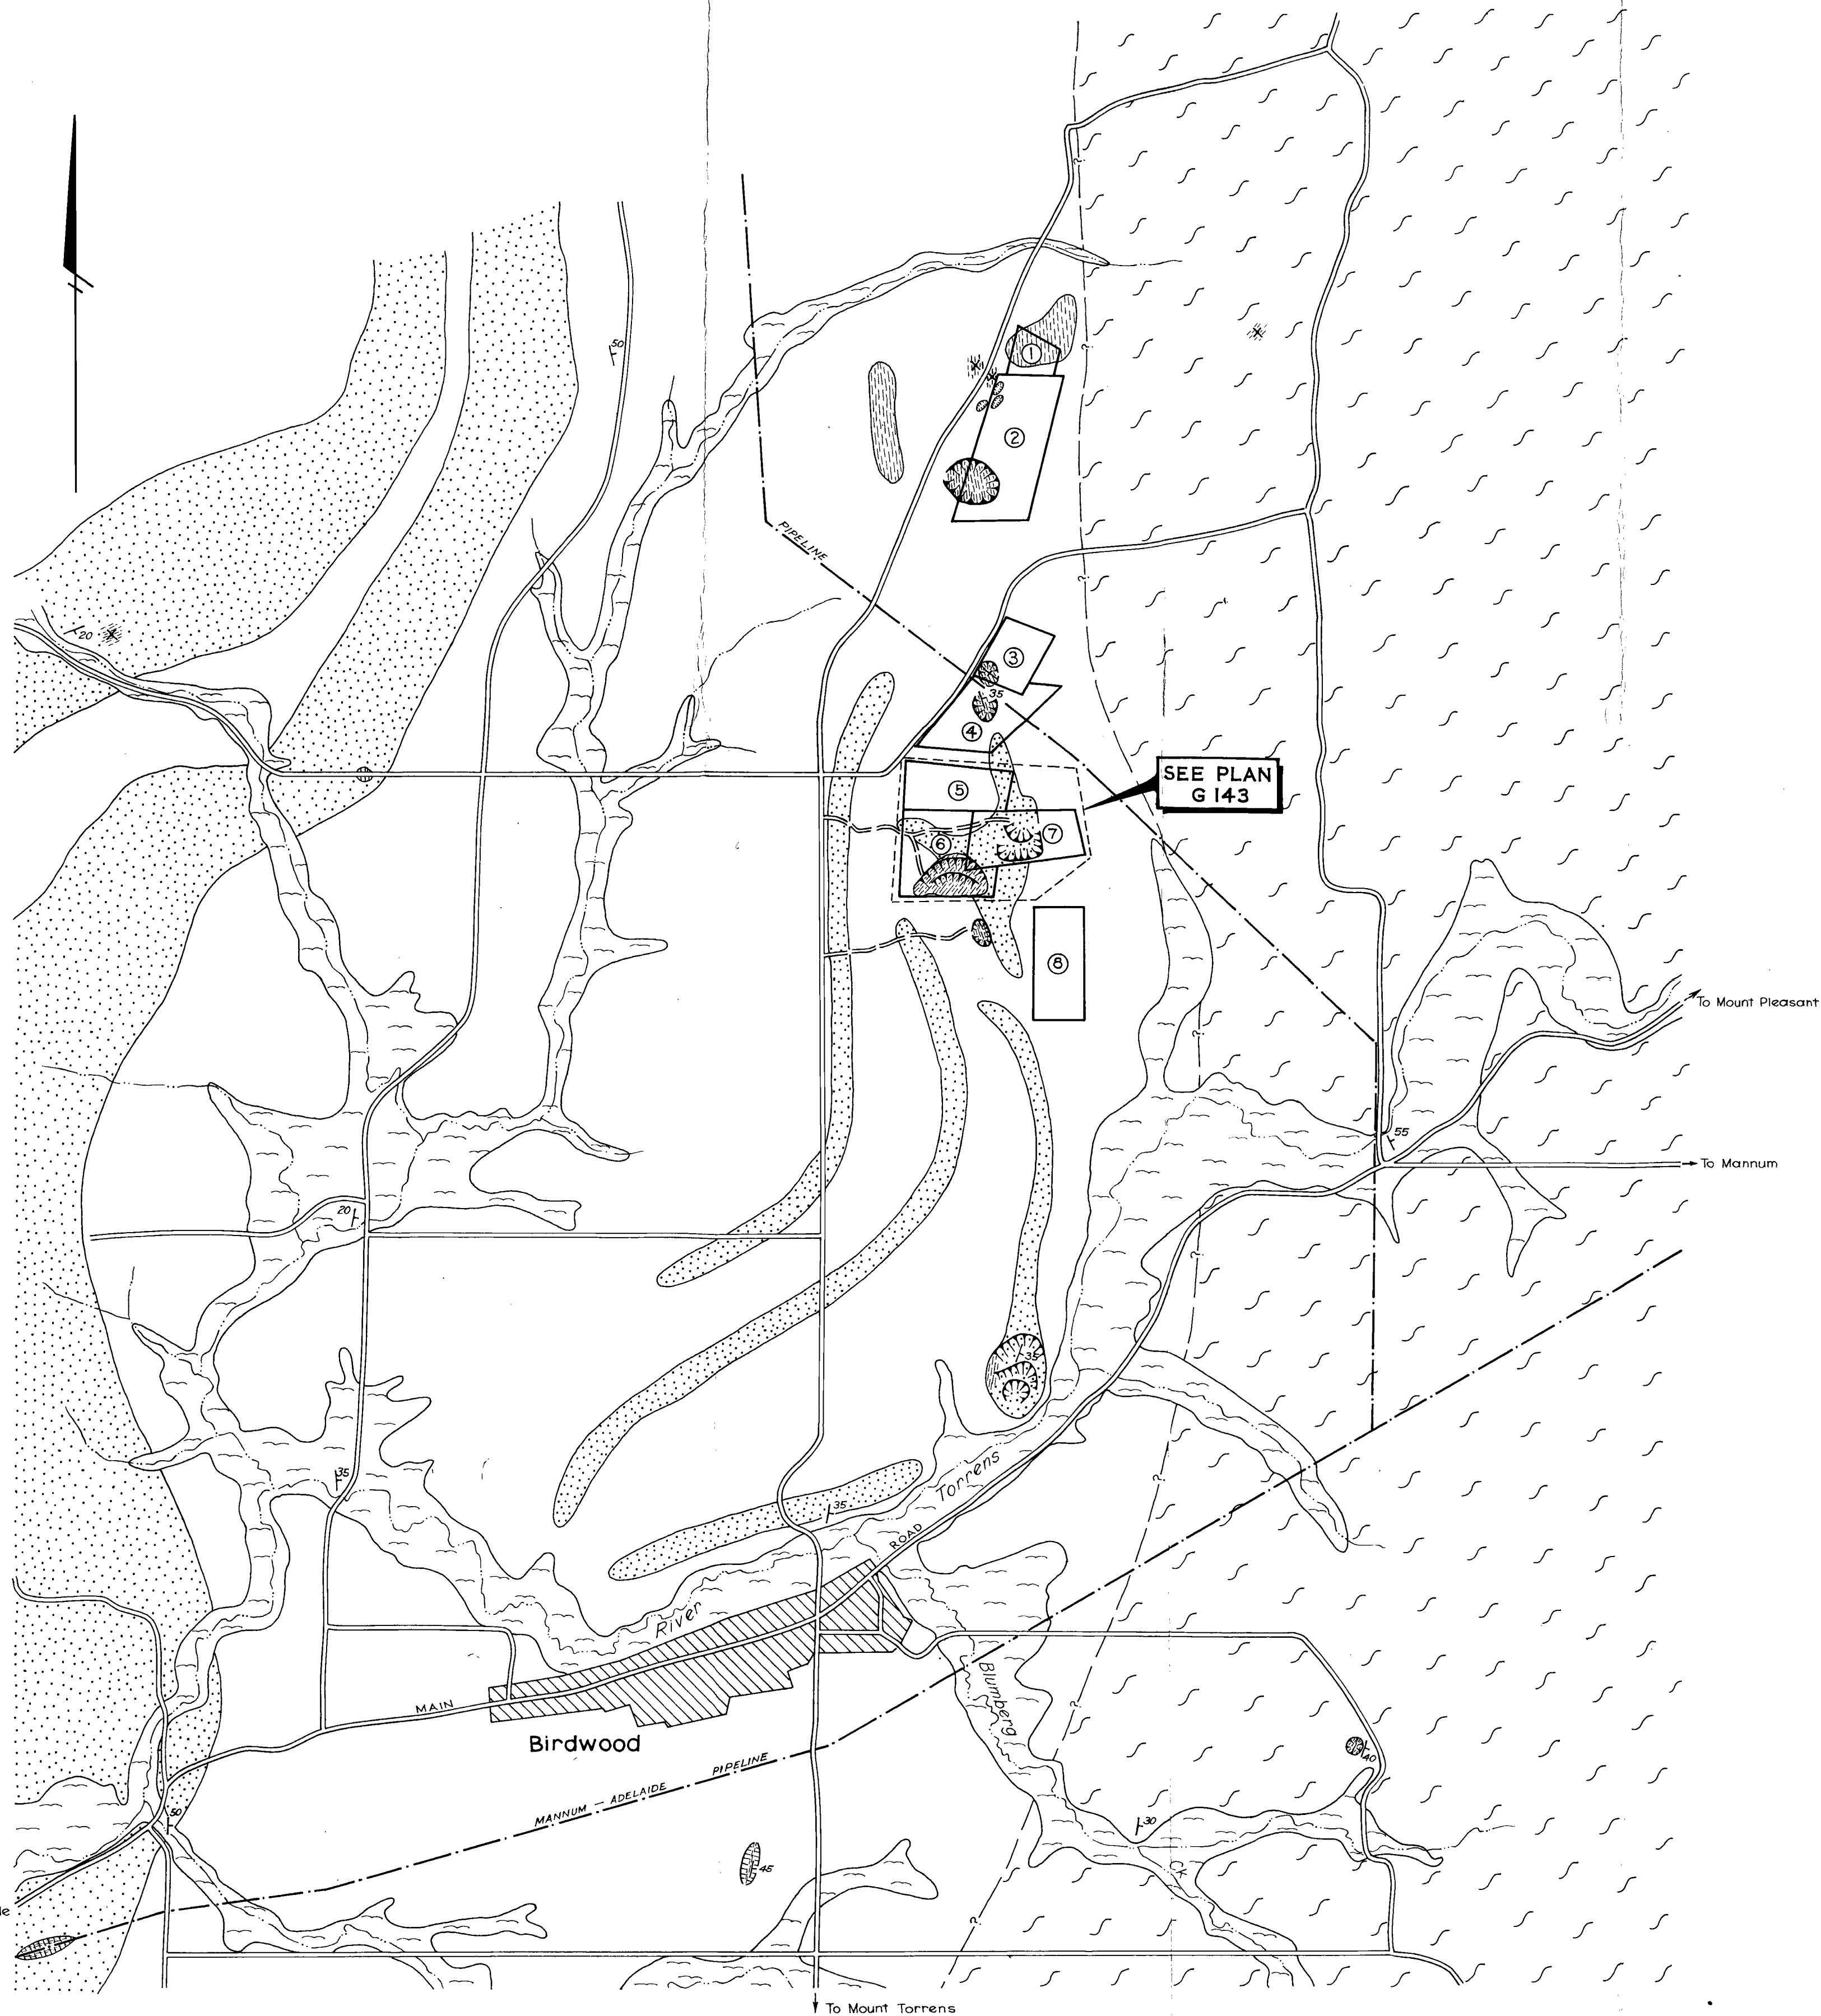 50
①
②
PIPELINE
20
③
35
④
SEE PLAN
G 143
⑤
⑥
⑦
⑧
To Mount Pleasant
55
To Mannum
20
35
35
35
River
Torrens
MAIN
ROAD
Birdwood
MANNUM – ADELAIDE PIPELINE
Blumberg
CK
40
30
50
45
?
?
?
?
?
?
?
?
?
To Mount Torrens